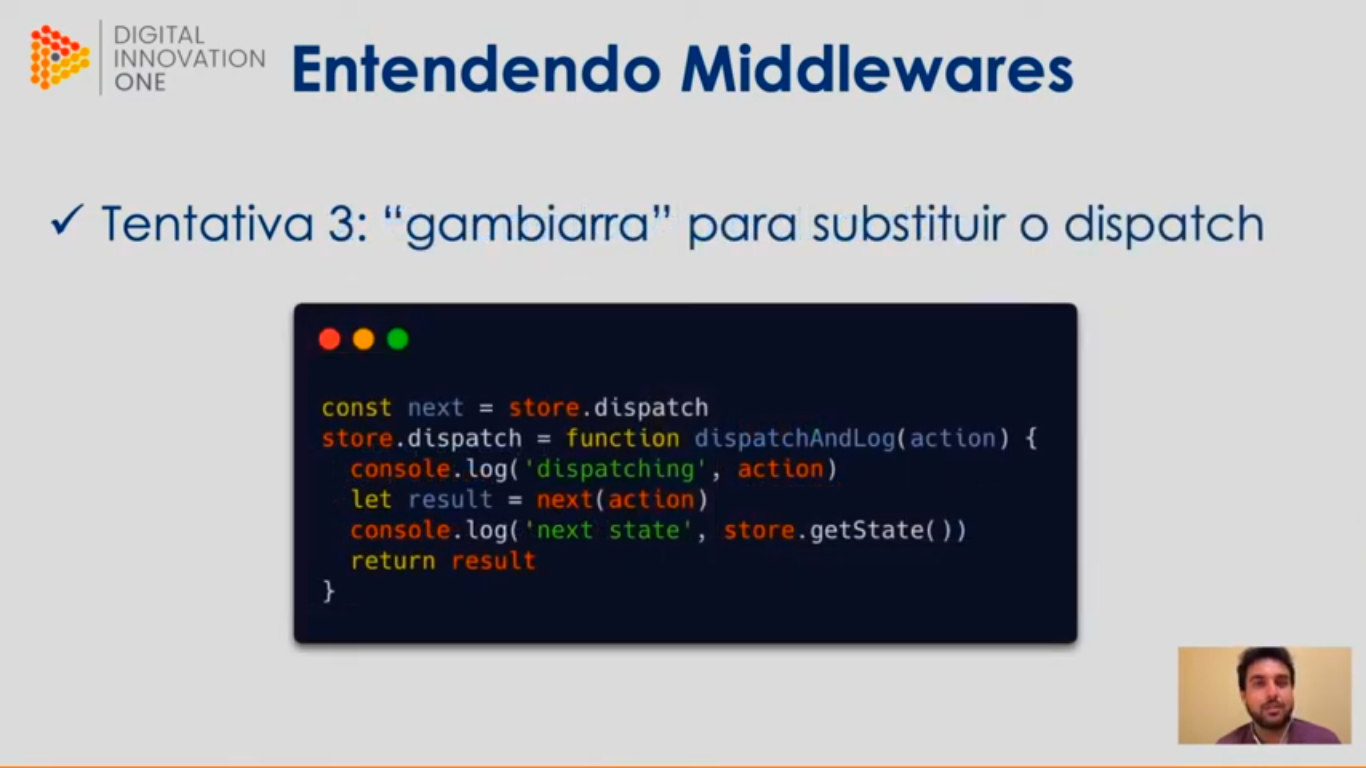 DIGITAL
INNOVATION
ONE
Entendendo Middlewares
✓ Tentativa 3: “gambiarra” para substituir o dispatch
const next = store.dispatch
store.dispatch = function dispatchAndLog(action) {
  console.log('dispatching', action)
  let result = next(action)
  console.log('next state', store.getState())
  return result
}